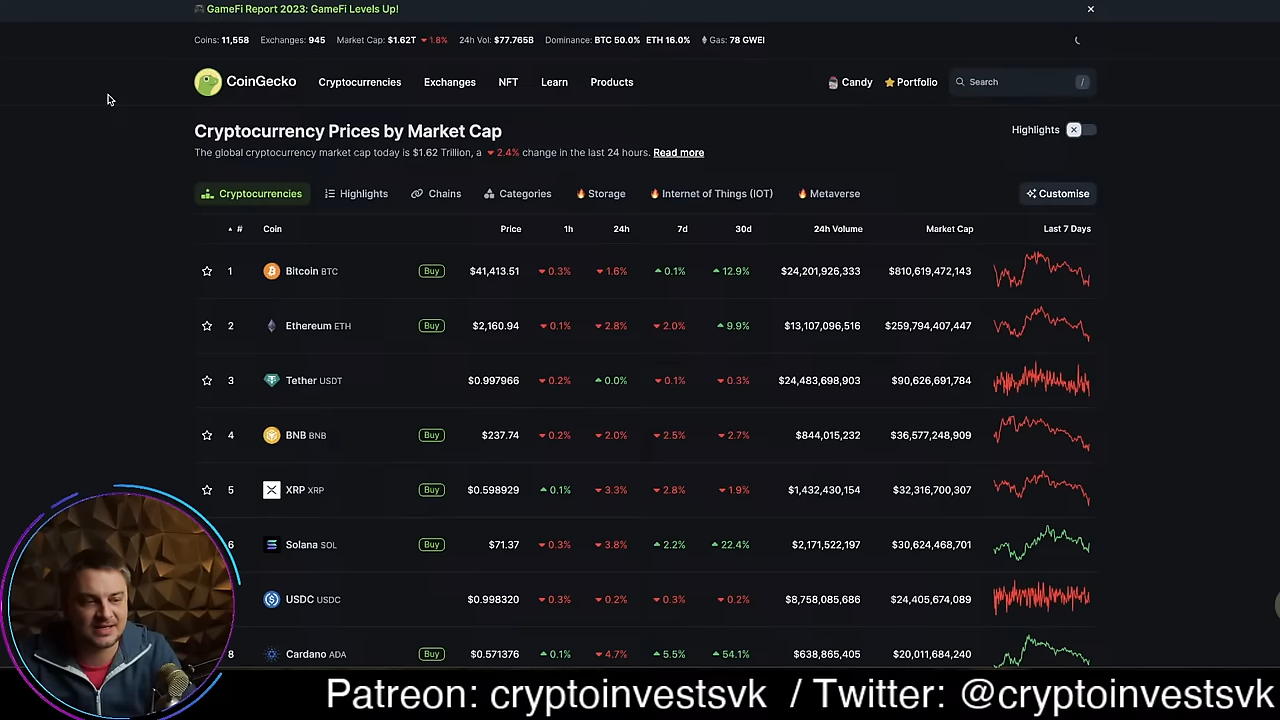 GameFi Report 2023: GameFi Levels Up!
Coins: 11,558 Exchanges: 945 Market Cap: $1.62T 1.8% 24h Vol: $77.765B Dominance: BTC 50.0% ETH 16.0% Gas: 78 GWEI
CoinGecko Cryptocurrencies Exchanges NFT Learn Products Candy Portfolio Search /
Cryptocurrency Prices by Market Cap Highlights
The global cryptocurrency market cap today is $1.62 Trillion, a 2.4% change in the last 24 hours. Read more
Cryptocurrencies Highlights Chains Categories Storage Internet of Things (IOT) Metaverse Customise
# Coin Price 1h 24h 7d 30d 24h Volume Market Cap Last 7 Days
1 Bitcoin BTC Buy $41,413.51 0.3% 1.6% 0.1% 12.9% $24,201,926,333 $810,619,472,143
2 Ethereum ETH Buy $2,160.94 0.1% 2.8% 2.0% 9.9% $13,107,096,516 $259,794,407,447
3 Tether USDT $0.997966 0.2% 0.0% 0.1% 0.3% $24,483,698,903 $90,626,691,784
4 BNB BNB Buy $237.74 0.2% 2.0% 2.5% 2.7% $844,015,232 $36,577,248,909
5 XRP XRP Buy $0.598929 0.1% 3.3% 2.8% 1.9% $1,432,430,154 $32,316,700,307
6 Solana SOL Buy $71.37 0.3% 3.8% 2.2% 22.4% $2,171,522,197 $30,624,468,701
USDC USDC $0.998320 0.3% 0.2% 0.3% 0.2% $8,758,085,686 $24,405,674,089
8 Cardano ADA Buy $0.571376 0.1% 4.7% 5.5% 54.1% $638,865,405 $20,011,684,240
Patreon: cryptoinvestsvk / Twitter: @cryptoinvestsvk